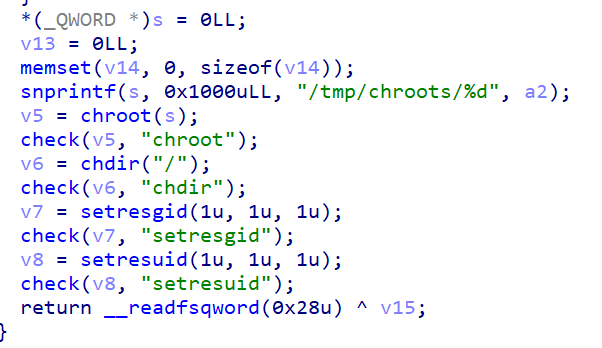 *(_QWORD *)s = 0LL;
  v13 = 0LL;
  memset(v14, 0, sizeof(v14));
  snprintf(s, 0x1000uLL, "/tmp/chroots/%d", a2);
  v5 = chroot(s);
  check(v5, "chroot");
  v6 = chdir("/");
  check(v6, "chdir");
  v7 = setresgid(1u, 1u, 1u);
  check(v7, "setresgid");
  v8 = setresuid(1u, 1u, 1u);
  check(v8, "setresuid");
  return __readfsqword(0x28u) ^ v15;
}